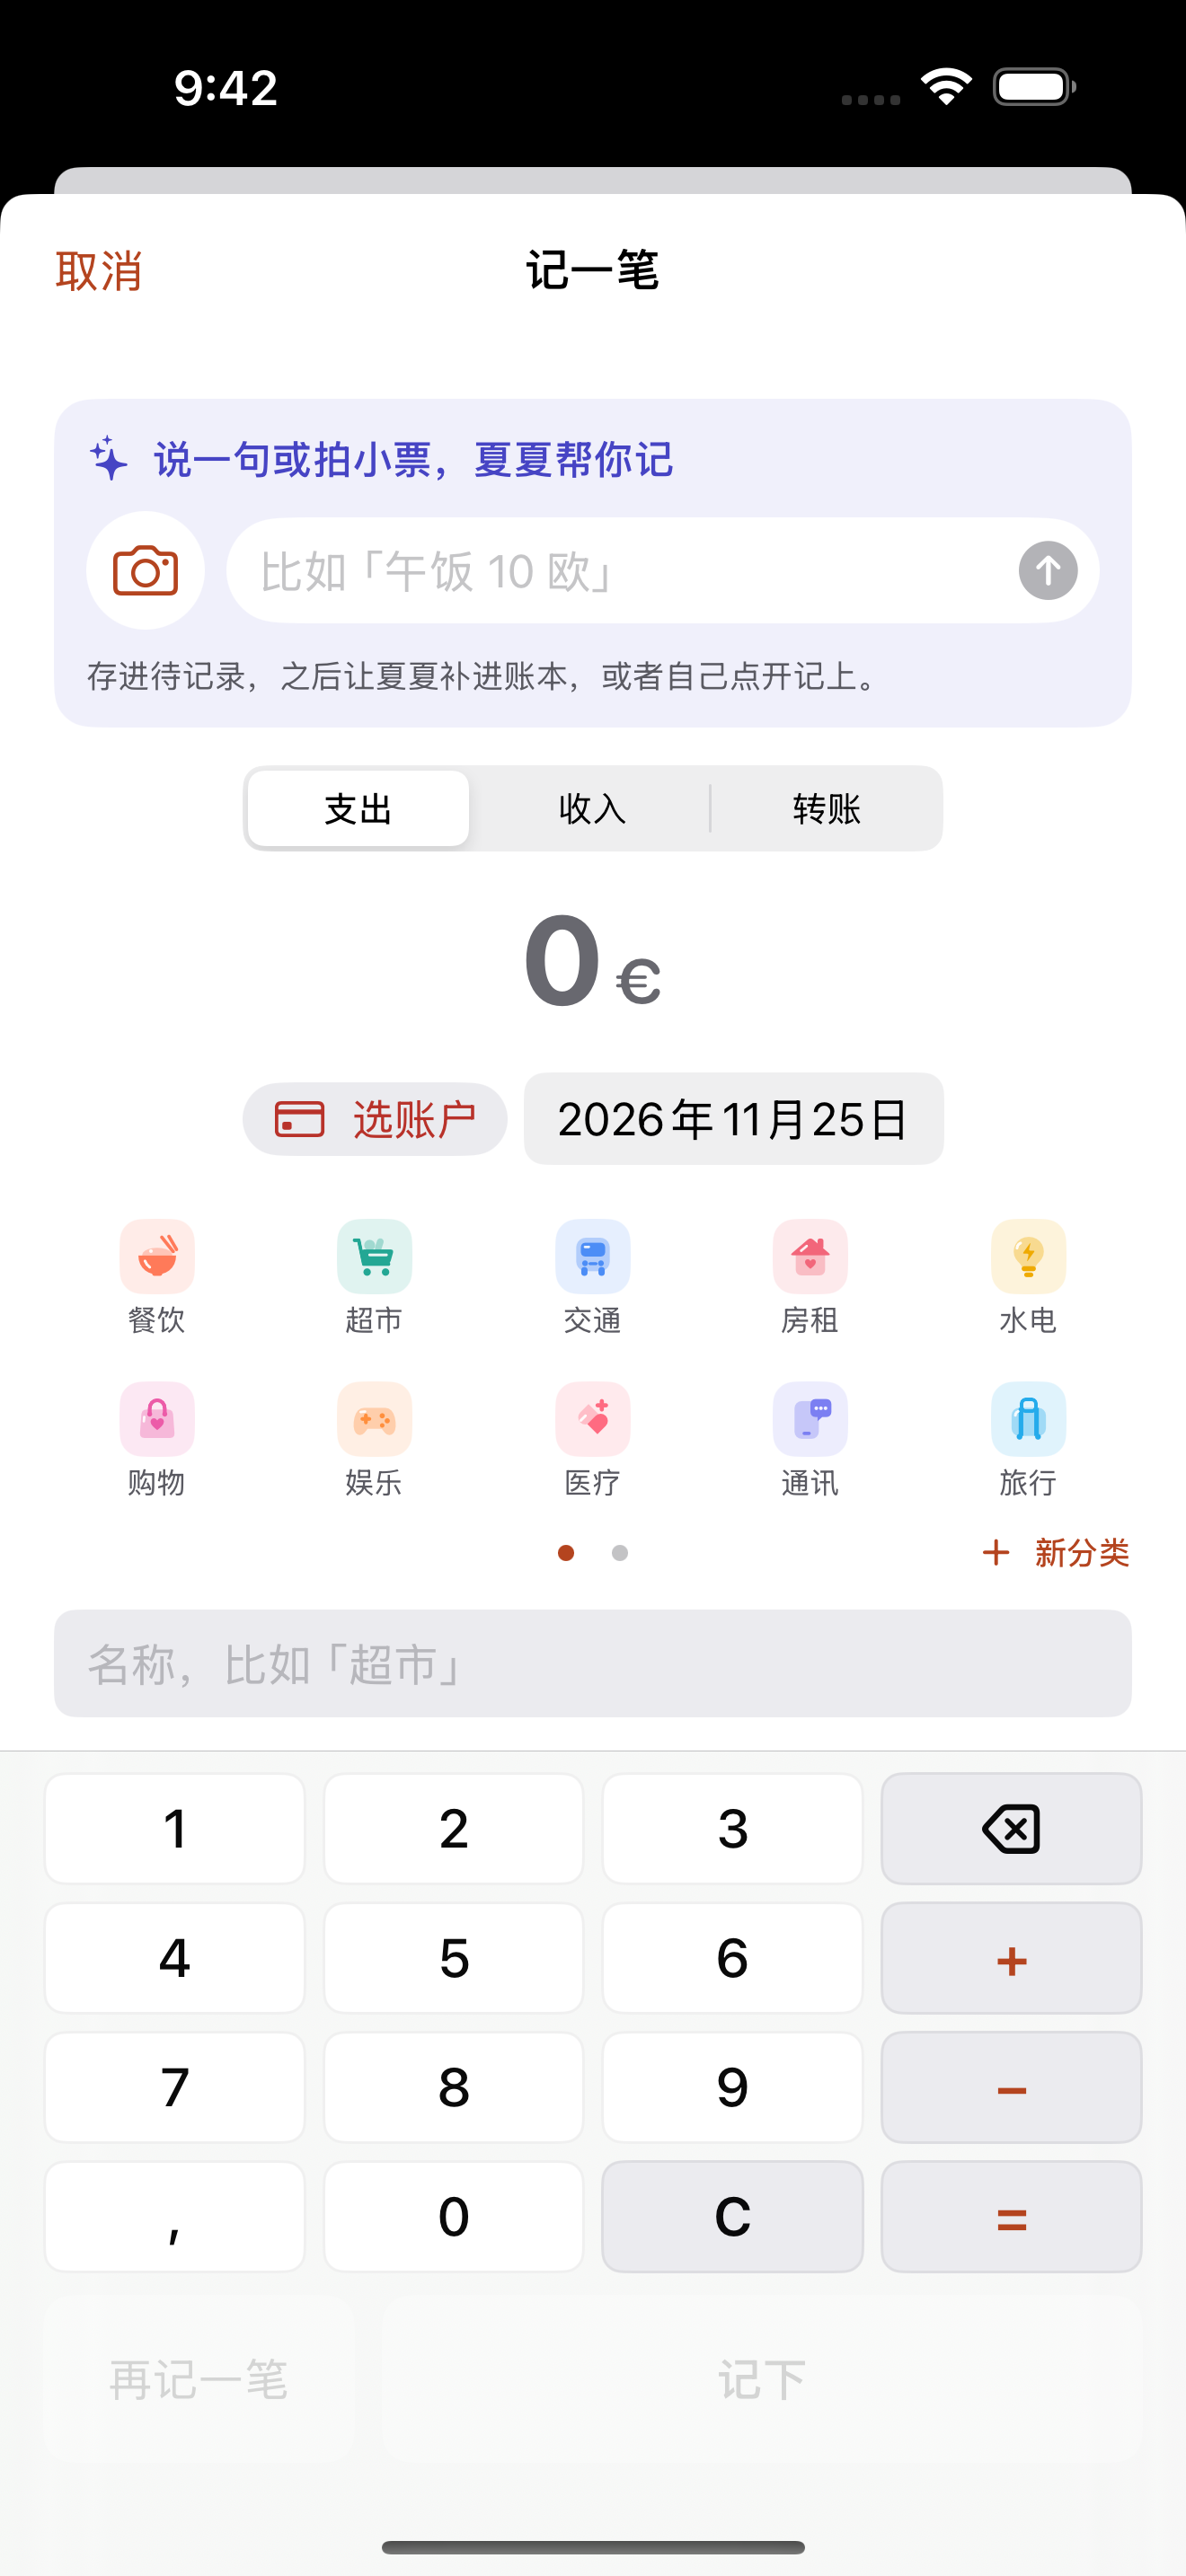 9:42
取消
记一笔
说一句或拍小票，夏夏帮你记
比如「午饭 10 欧」
存进待记录，之后让夏夏补进账本，或者自己点开记上。
支出 收入 转账
0 €
选账户 2026年11月25日
餐饮 超市 交通 房租 水电
购物 娱乐 医疗 通讯 旅行
+ 新分类
名称，比如「超市」
1 2 3
4 5 6 +
7 8 9 −
, 0 C =
再记一笔 记下